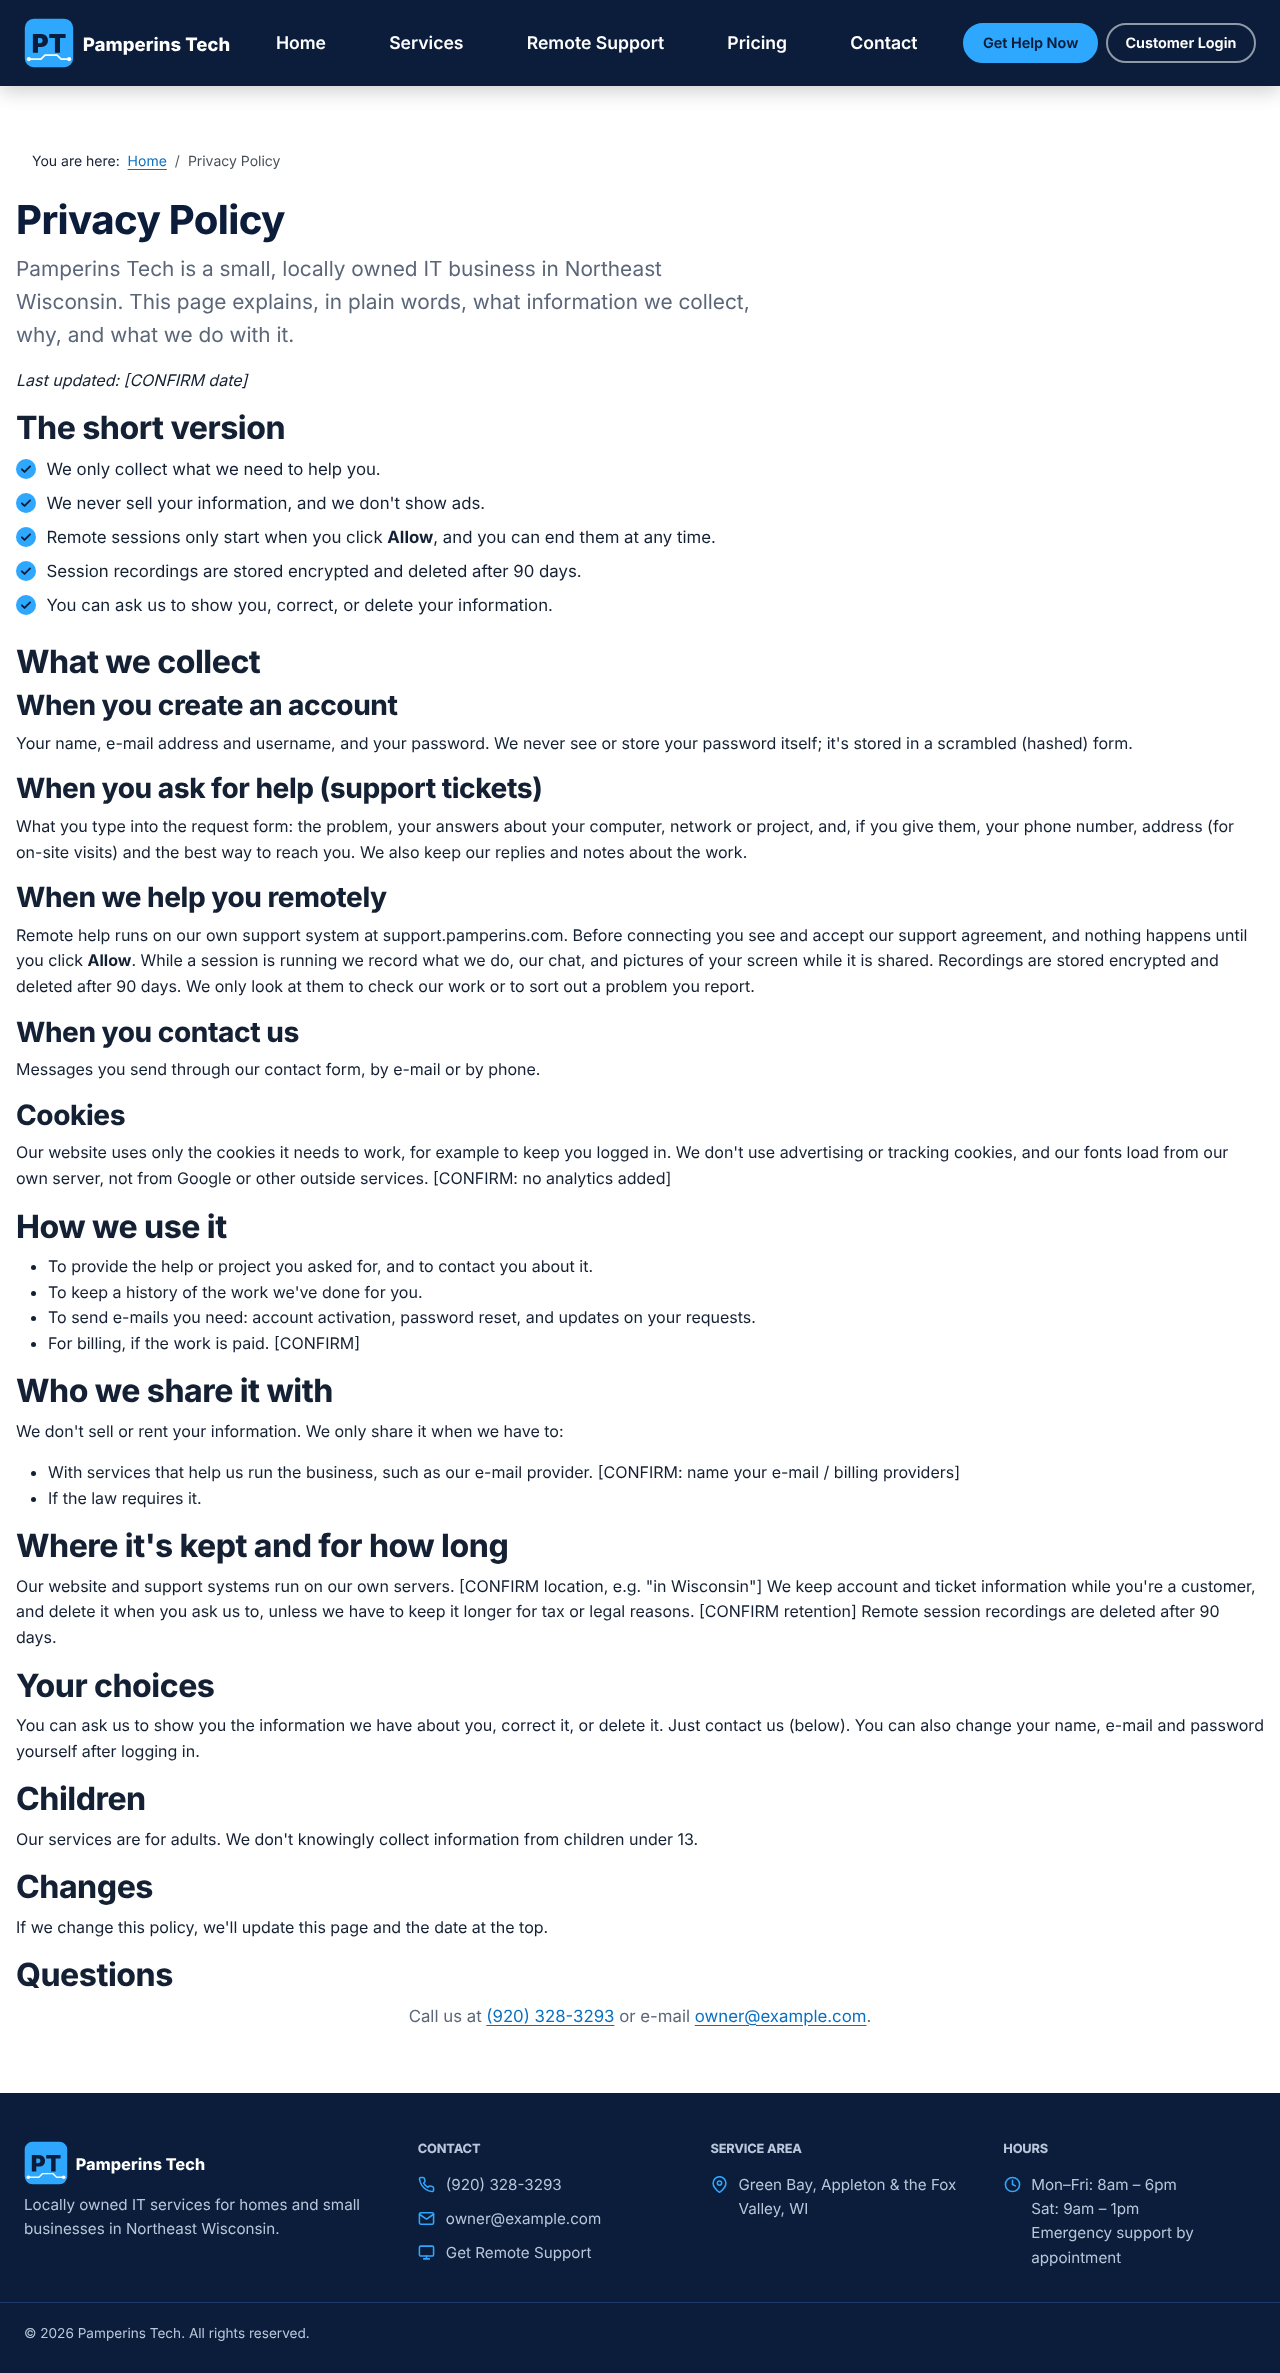 PT Pamperins Tech Home Services Remote Support Pricing Contact Get Help Now Customer Login
You are here: Home / Privacy Policy
Privacy Policy
Pamperins Tech is a small, locally owned IT business in Northeast
Wisconsin. This page explains, in plain words, what information we collect,
why, and what we do with it.
Last updated: [CONFIRM date]
The short version
We only collect what we need to help you.
We never sell your information, and we don't show ads.
Remote sessions only start when you click Allow, and you can end them at any time.
Session recordings are stored encrypted and deleted after 90 days.
You can ask us to show you, correct, or delete your information.
What we collect
When you create an account
Your name, e-mail address and username, and your password. We never see or store your password itself; it's stored in a scrambled (hashed) form.
When you ask for help (support tickets)
What you type into the request form: the problem, your answers about your computer, network or project, and, if you give them, your phone number, address (for
on-site visits) and the best way to reach you. We also keep our replies and notes about the work.
When we help you remotely
Remote help runs on our own support system at support.pamperins.com. Before connecting you see and accept our support agreement, and nothing happens until
you click Allow. While a session is running we record what we do, our chat, and pictures of your screen while it is shared. Recordings are stored encrypted and
deleted after 90 days. We only look at them to check our work or to sort out a problem you report.
When you contact us
Messages you send through our contact form, by e-mail or by phone.
Cookies
Our website uses only the cookies it needs to work, for example to keep you logged in. We don't use advertising or tracking cookies, and our fonts load from our
own server, not from Google or other outside services. [CONFIRM: no analytics added]
How we use it
• To provide the help or project you asked for, and to contact you about it.
• To keep a history of the work we've done for you.
• To send e-mails you need: account activation, password reset, and updates on your requests.
• For billing, if the work is paid. [CONFIRM]
Who we share it with
We don't sell or rent your information. We only share it when we have to:
• With services that help us run the business, such as our e-mail provider. [CONFIRM: name your e-mail / billing providers]
• If the law requires it.
Where it's kept and for how long
Our website and support systems run on our own servers. [CONFIRM location, e.g. "in Wisconsin"] We keep account and ticket information while you're a customer,
and delete it when you ask us to, unless we have to keep it longer for tax or legal reasons. [CONFIRM retention] Remote session recordings are deleted after 90
days.
Your choices
You can ask us to show you the information we have about you, correct it, or delete it. Just contact us (below). You can also change your name, e-mail and password
yourself after logging in.
Children
Our services are for adults. We don't knowingly collect information from children under 13.
Changes
If we change this policy, we'll update this page and the date at the top.
Questions
Call us at (920) 328-3293 or e-mail owner@example.com.
PT Pamperins Tech
Locally owned IT services for homes and small
businesses in Northeast Wisconsin.
CONTACT
(920) 328-3293
owner@example.com
Get Remote Support
SERVICE AREA
Green Bay, Appleton & the Fox
Valley, WI
HOURS
Mon–Fri: 8am – 6pm
Sat: 9am – 1pm
Emergency support by
appointment
© 2026 Pamperins Tech. All rights reserved.